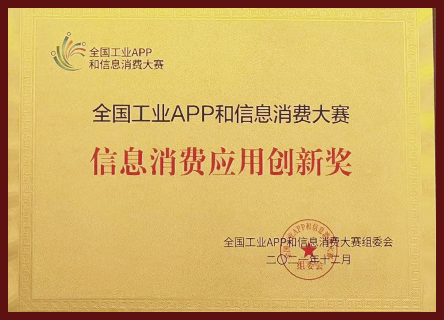 全国工业APP
和信息消费大赛
全国工业APP和信息消费大赛
信息消费应用创新奖
全国工业APP和信息消费大赛组委会
二〇二一年十二月
组委会